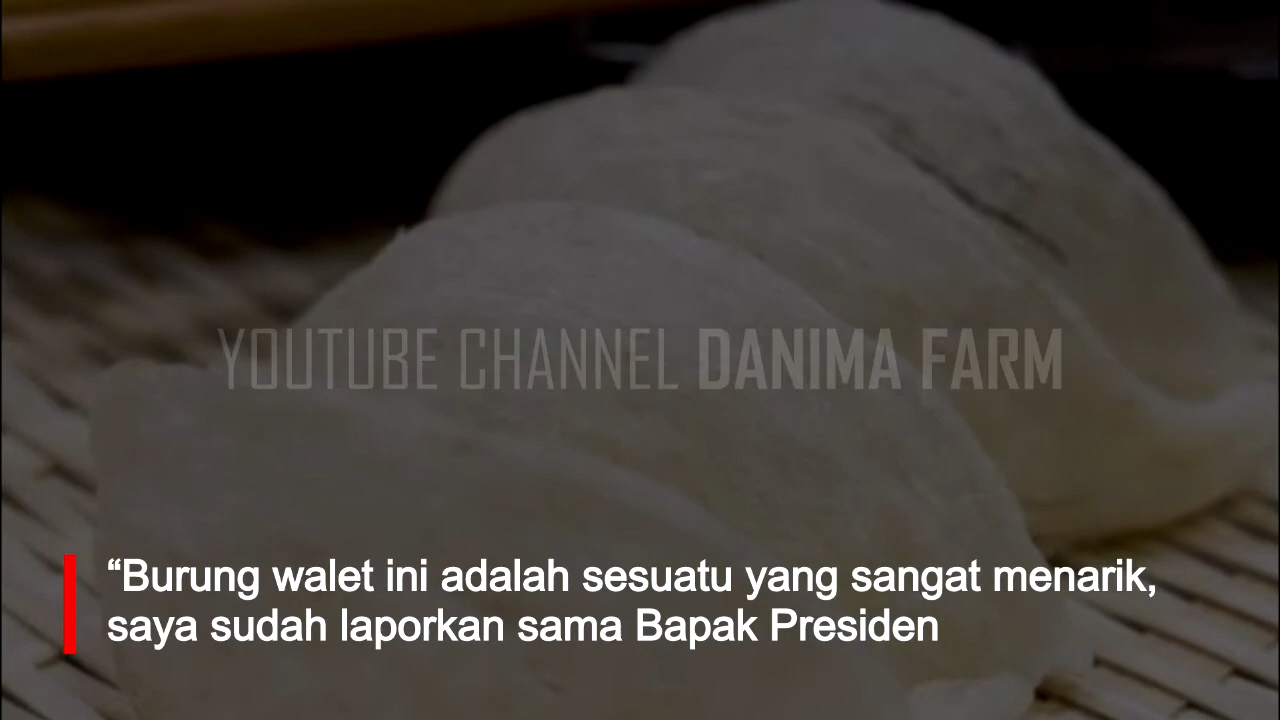 YOUTUBE CHANNEL DANIMA FARM
“Burung walet ini adalah sesuatu yang sangat menarik,
saya sudah laporkan sama Bapak Presiden